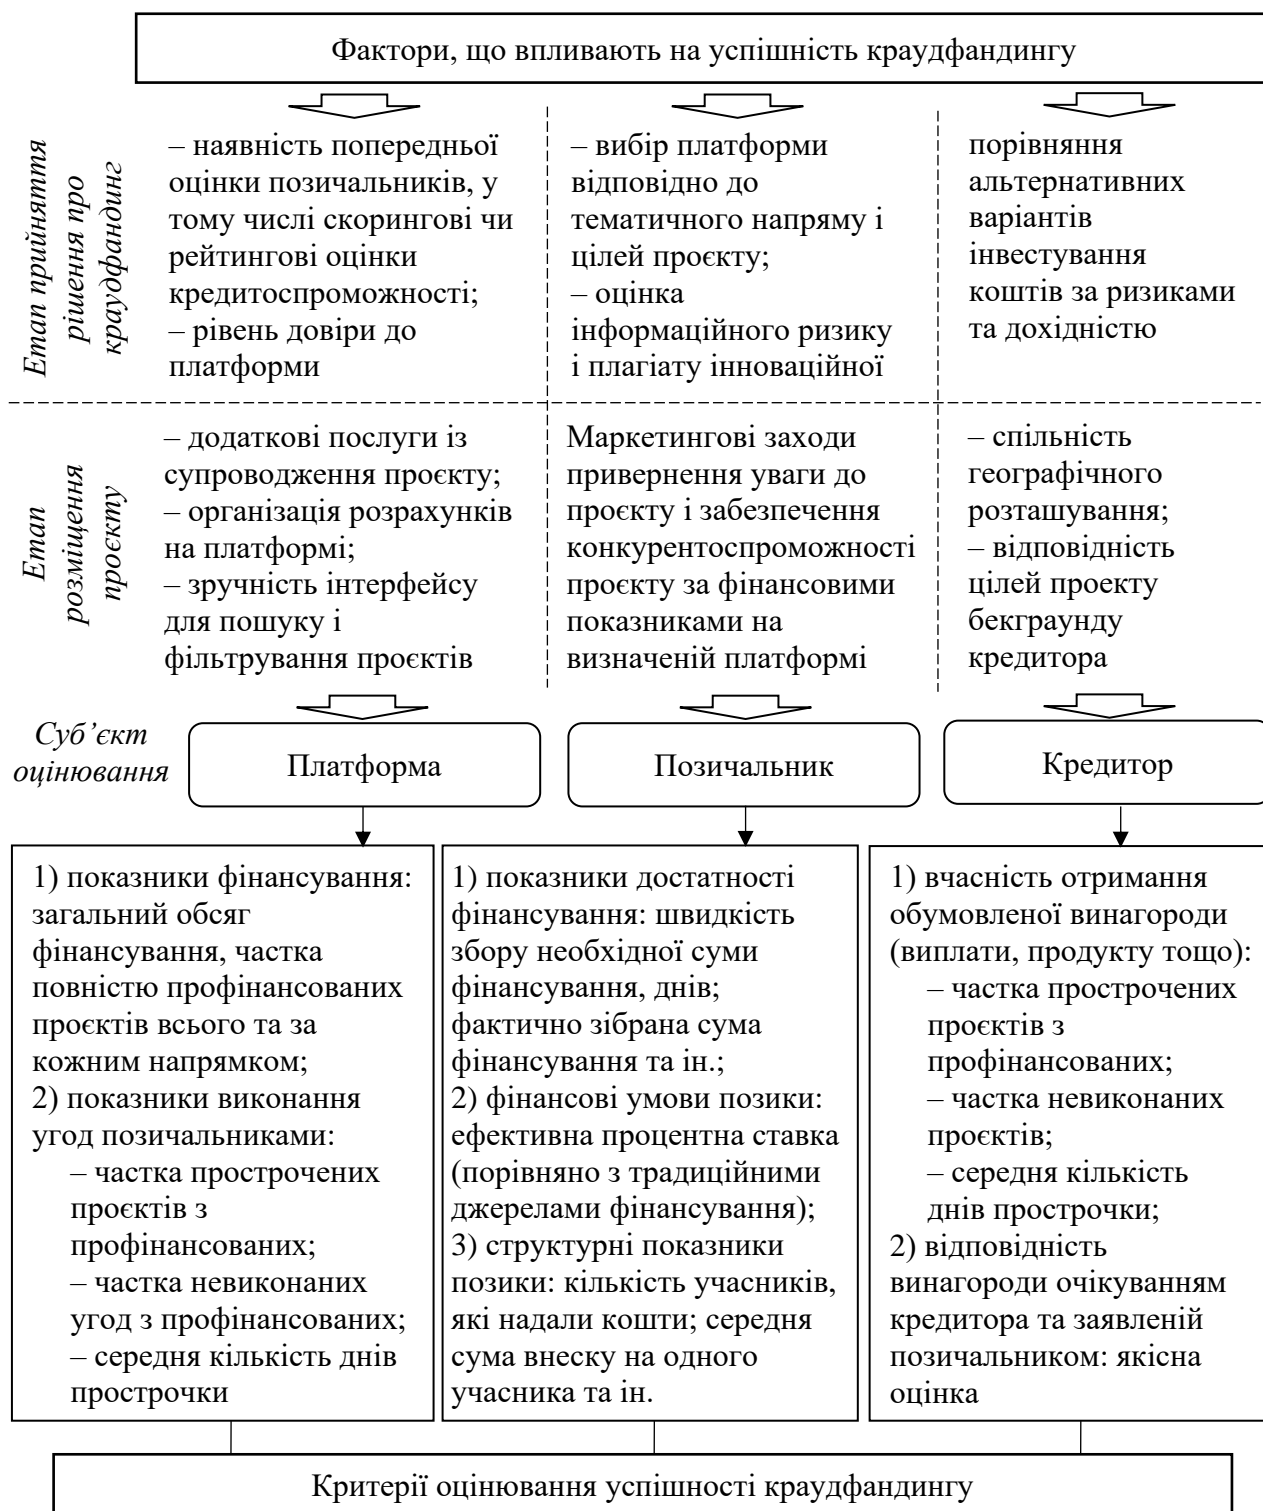 Фактори, що впливають на успішність краудфандингу
Етап прийняття
рішення про
краудфандинг
– наявність попередньої
оцінки позичальників, у
тому числі скорингові чи
рейтингові оцінки
кредитоспроможності;
– рівень довіри до
платформи
– вибір платформи
відповідно до
тематичного напряму і
цілей проєкту;
– оцінка
інформаційного ризику
і плагіату інноваційної
порівняння
альтернативних
варіантів
інвестування
коштів за ризиками
та дохідністю
Етап
розміщення
проєкту
– додаткові послуги із
супроводження проєкту;
– організація розрахунків
на платформі;
– зручність інтерфейсу
для пошуку і
фільтрування проєктів
Маркетингові заходи
привернення уваги до
проєкту і забезпечення
конкурентоспроможності
проєкту за фінансовими
показниками на
визначеній платформі
– спільність
географічного
розташування;
– відповідність
цілей проекту
бекграунду
кредитора
Суб’єкт
оцінювання
Платформа
Позичальник
Кредитор
1) показники фінансування:
загальний обсяг
фінансування, частка
повністю профінансованих
проєктів всього та за
кожним напрямком;
2) показники виконання
угод позичальниками:
– частка прострочених
проєктів з
профінансованих;
– частка невиконаних
угод з профінансованих;
– середня кількість днів
прострочки
1) показники достатності
фінансування: швидкість
збору необхідної суми
фінансування, днів;
фактично зібрана сума
фінансування та ін.;
2) фінансові умови позики:
ефективна процентна ставка
(порівняно з традиційними
джерелами фінансування);
3) структурні показники
позики: кількість учасників,
які надали кошти; середня
сума внеску на одного
учасника та ін.
1) вчасність отримання
обумовленої винагороди
(виплати, продукту тощо):
– частка прострочених
проєктів з
профінансованих;
– частка невиконаних
проєктів;
– середня кількість
днів прострочки;
2) відповідність
винагороди очікуванням
кредитора та заявленій
позичальником: якісна
оцінка
Критерії оцінювання успішності краудфандингу